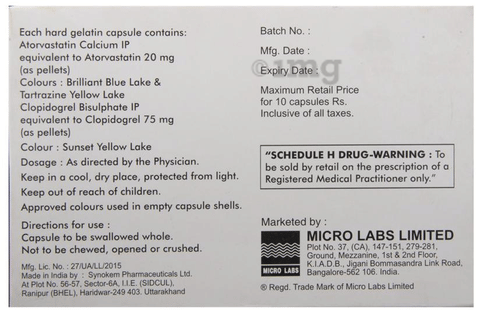 Each hard gelatin capsule contains:
Atorvastatin Calcium IP
equivalent to Atorvastatin 20 mg
(as pellets)
Colours : Brilliant Blue Lake &
Tartrazine Yellow Lake
Clopidogrel Bisulphate IP
equivalent to Clopidogrel 75 mg
(as pellets)
Colour : Sunset Yellow Lake
Dosage : As directed by the Physician.
Keep in a cool, dry place, protected from light.
Keep out of reach of children.
Approved colours used in empty capsule shells.
Directions for use :
Capsule to be swallowed whole.
Not to be chewed, opened or crushed.
Mfg. Lic. No. : 27/UA/LL/2015
Made in India by : Synokem Pharmaceuticals Ltd.
At Plot No. 56-57, Sector-6A, I.I.E. (SIDCUL),
Ranipur (BHEL), Haridwar-249 403. Uttarakhand
Batch No. :
Mfg. Date :
1mg
Expiry Date :
Maximum Retail Price
for 10 capsules Rs.
Inclusive of all taxes.
"SCHEDULE H DRUG-WARNING : To
be sold by retail on the prescription of a
Registered Medical Practitioner only."
Marketed by :
MICRO LABS LIMITED
Plot No. 37, (CA), 147-151, 279-281,
Ground, Mezzanine, 1st & 2nd Floor,
K.I.A.D.B., Jigani Bommasandra Link Road,
Bangalore-562 106. India.
MICRO LABS
® Regd. Trade Mark of Micro Labs Limited